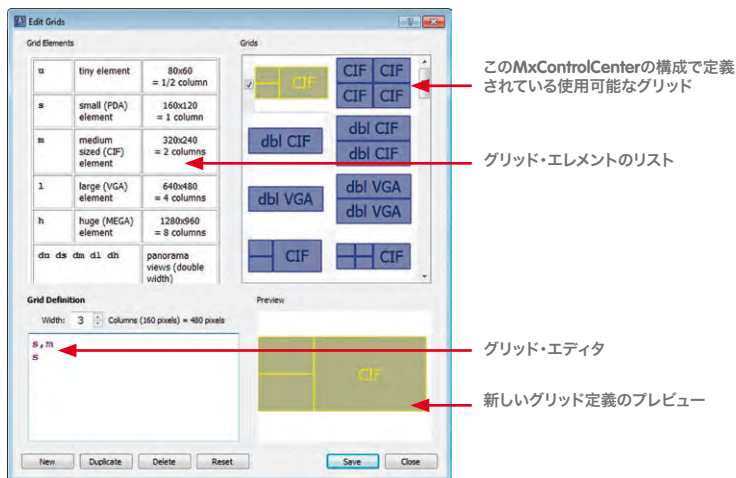 Edit Grids
Grid Elements
Grids
u tiny element 80x60
= 1/2 column
s small (PDA)
element 160x120
= 1 column
m medium
sized (CIF)
element 320x240
= 2 columns
l large (VGA)
element 640x480
= 4 columns
h huge (MEGA)
element 1280x960
= 8 columns
du ds dm dl dh panorama
views (double
width)
CIF
CIF CIF
CIF CIF
dbl CIF
dbl CIF
dbl CIF
dbl VGA
dbl VGA
dbl VGA
CIF
CIF
Grid Definition
Width: 3 Columns (160 pixels) = 480 pixels
s,m
s
Preview
CIF
New Duplicate Delete Reset Save Close
このMxControlCenterの構成で定義
されている使用可能なグリッド
グリッド・エレメントのリスト
グリッド・エディタ
新しいグリッド定義のプレビュー